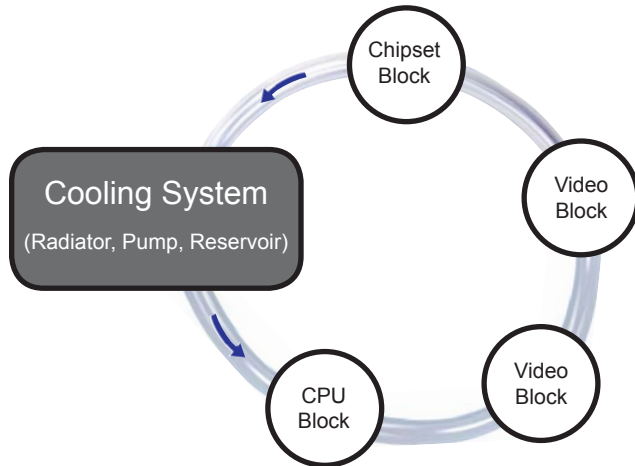 Chipset
Block
Video
Block
Cooling System
(Radiator, Pump, Reservoir)
Video
Block
CPU
Block